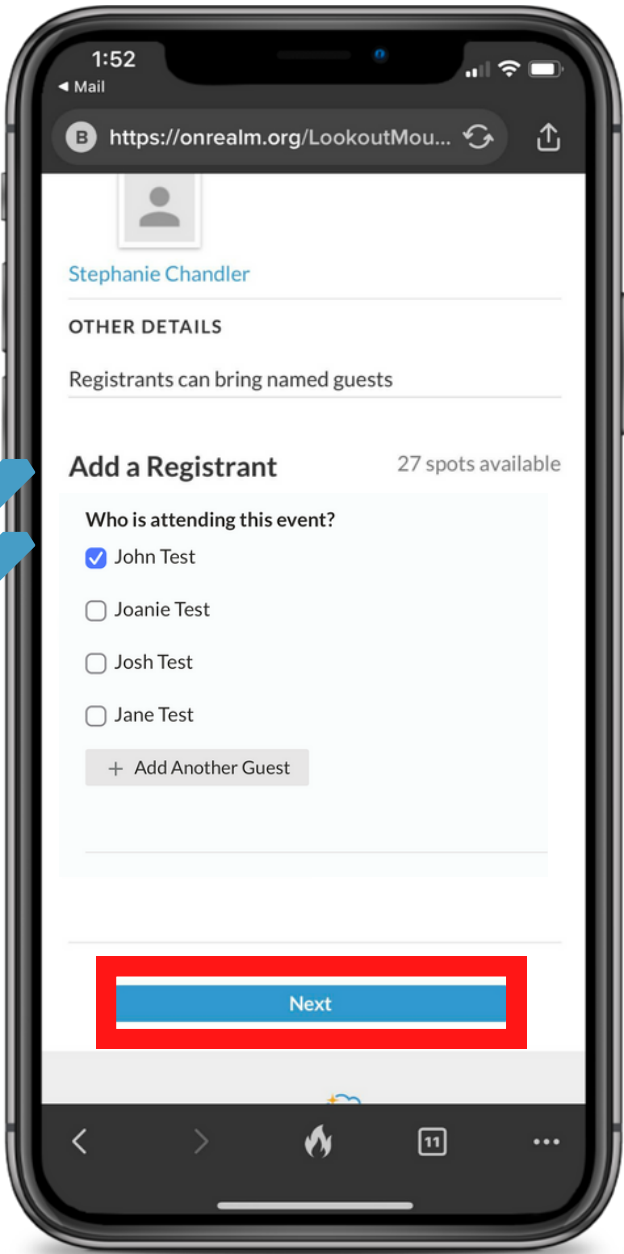 1:52
◀ Mail
B https://onrealm.org/LookoutMou...
Stephanie Chandler
OTHER DETAILS
Registrants can bring named guests
Add a Registrant 27 spots available
Who is attending this event?
John Test
Joanie Test
Josh Test
Jane Test
+ Add Another Guest
Next
11